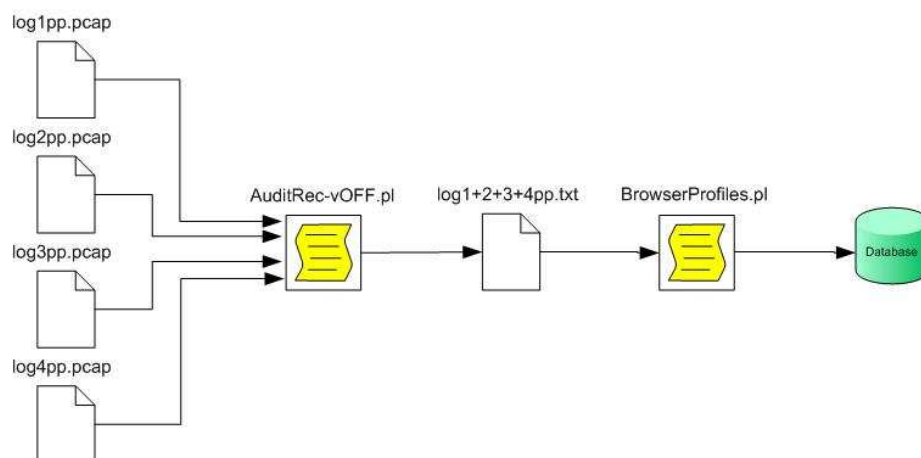 log1pp.pcap
log2pp.pcap
log3pp.pcap
log4pp.pcap
AuditRec-vOFF.pl
log1+2+3+4pp.txt
BrowserProfiles.pl
Database